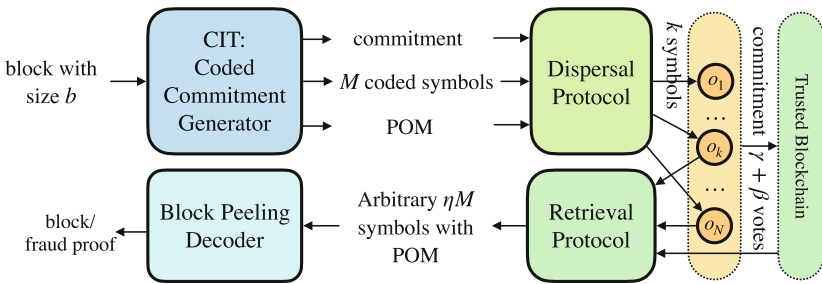 block with
size b
CIT:
Coded
Commitment
Generator
commitment
M coded symbols
POM
Dispersal
Protocol
k symbols
o₁
...
oₖ
...
o_N
commitment γ + β votes
Trusted Blockchain
block/
fraud proof
Block Peeling
Decoder
Arbitrary ηM
symbols with
POM
Retrieval
Protocol